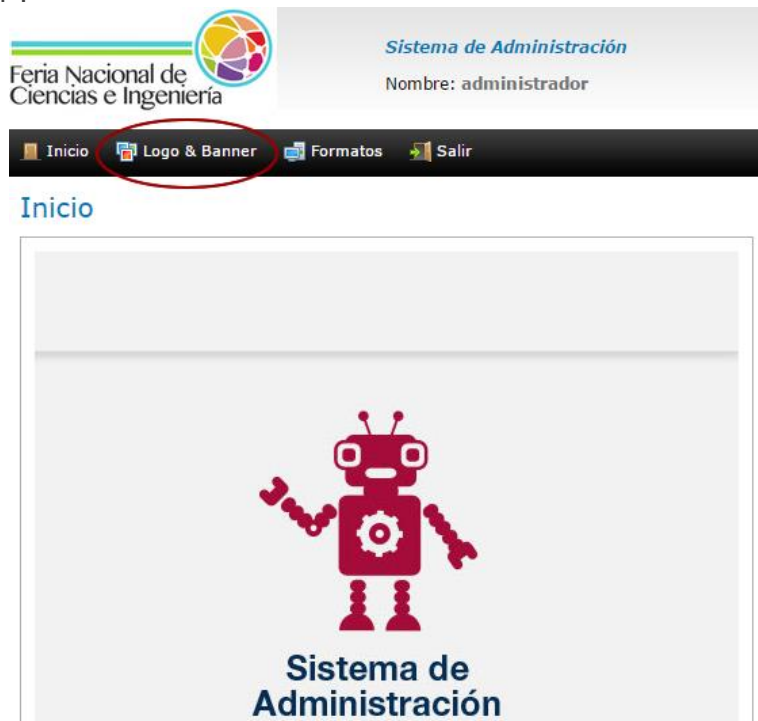 Feria Nacional de
Ciencias e Ingeniería
Sistema de Administración
Nombre: administrador
Inicio Logo & Banner Formatos Salir
Inicio
Sistema de
Administración